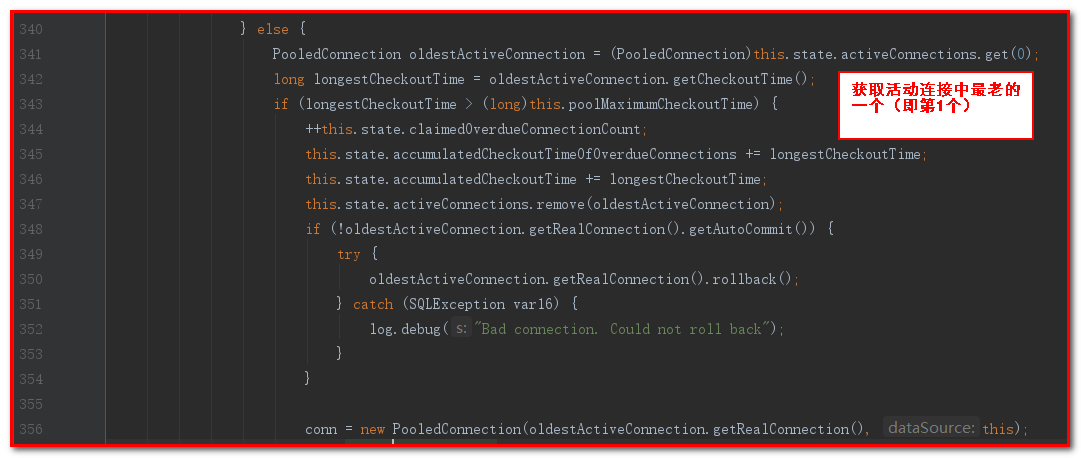 340 } else {
341 PooledConnection oldestActiveConnection = (PooledConnection)this.state.activeConnections.get(0);
342 long longestCheckoutTime = oldestActiveConnection.getCheckoutTime();
343 if (longestCheckoutTime > (long)this.poolMaximumCheckoutTime) {
获取活动连接中最老的
一个（即第1个）
344 ++this.state.claimedOverdueConnectionCount;
345 this.state.accumulatedCheckoutTimeOfOverdueConnections += longestCheckoutTime;
346 this.state.accumulatedCheckoutTime += longestCheckoutTime;
347 this.state.activeConnections.remove(oldestActiveConnection);
348 if (!oldestActiveConnection.getRealConnection().getAutoCommit()) {
349 try {
350 oldestActiveConnection.getRealConnection().rollback();
351 } catch (SQLException var16) {
352 log.debug( s: "Bad connection. Could not roll back");
353 }
354 }
355
356 conn = new PooledConnection(oldestActiveConnection.getRealConnection(), dataSource: this);